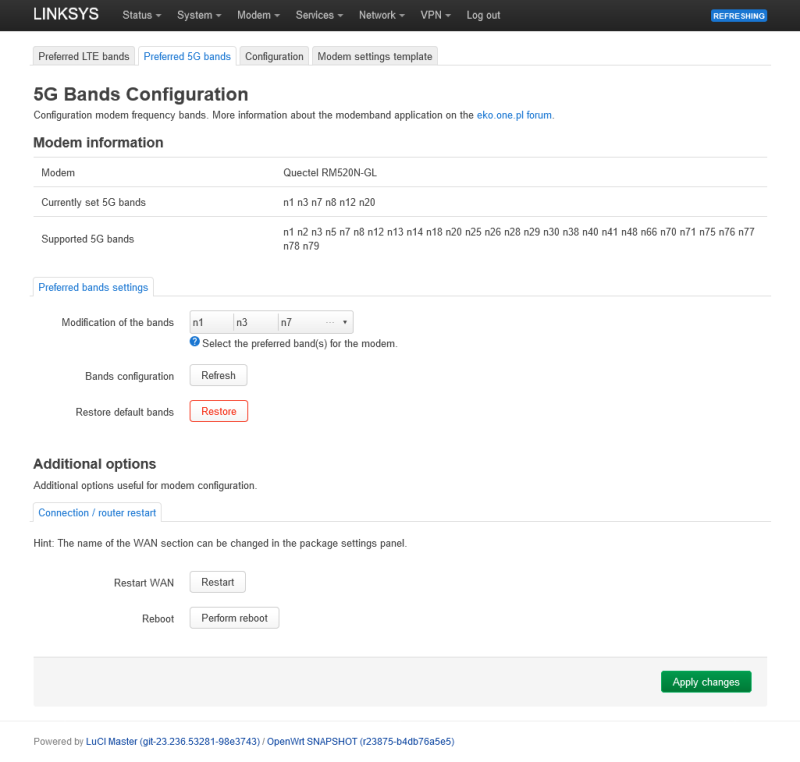 LINKSYS Status System Modem Services Network VPN Log out REFRESHING
Preferred LTE bands Preferred 5G bands Configuration Modem settings template
5G Bands Configuration
Configuration modem frequency bands. More information about the modemband application on the eko.one.pl forum.
Modem information
Modem Quectel RM520N-GL
Currently set 5G bands n1 n3 n7 n8 n12 n20
Supported 5G bands n1 n2 n3 n5 n7 n8 n12 n13 n14 n18 n20 n25 n26 n28 n29 n30 n38 n40 n41 n48 n66 n70 n71 n75 n76 n77
n78 n79
Preferred bands settings
Modification of the bands n1 n3 n7 ···
? Select the preferred band(s) for the modem.
Bands configuration Refresh
Restore default bands Restore
Additional options
Additional options useful for modem configuration.
Connection / router restart
Hint: The name of the WAN section can be changed in the package settings panel.
Restart WAN Restart
Reboot Perform reboot
Apply changes
Powered by LuCI Master (git-23.236.53281-98e3743) / OpenWrt SNAPSHOT (r23875-b4db76a5e5)